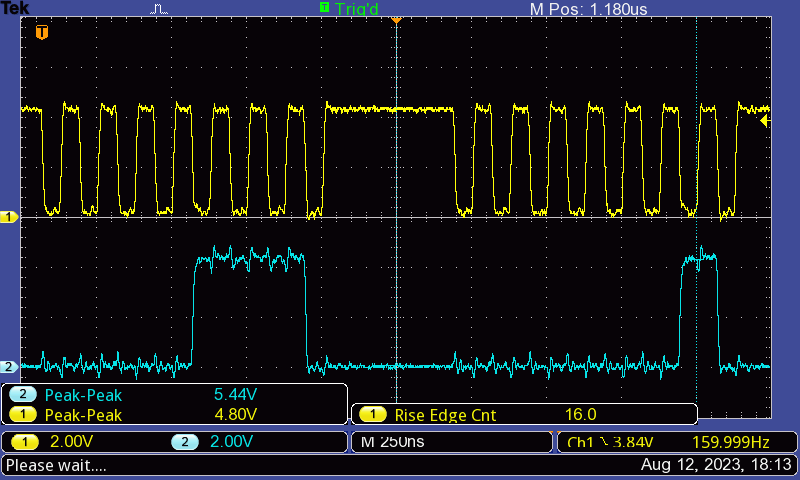 Tek
T Trig'd
M Pos: 1.180us
T
1
2
2 Peak-Peak 5.44V
1 Peak-Peak 4.80V
1 Rise Edge Cnt 16.0
1 2.00V 2 2.00V M 250ns Ch1 3.84V 159.999Hz
Please wait.... Aug 12, 2023, 18:13